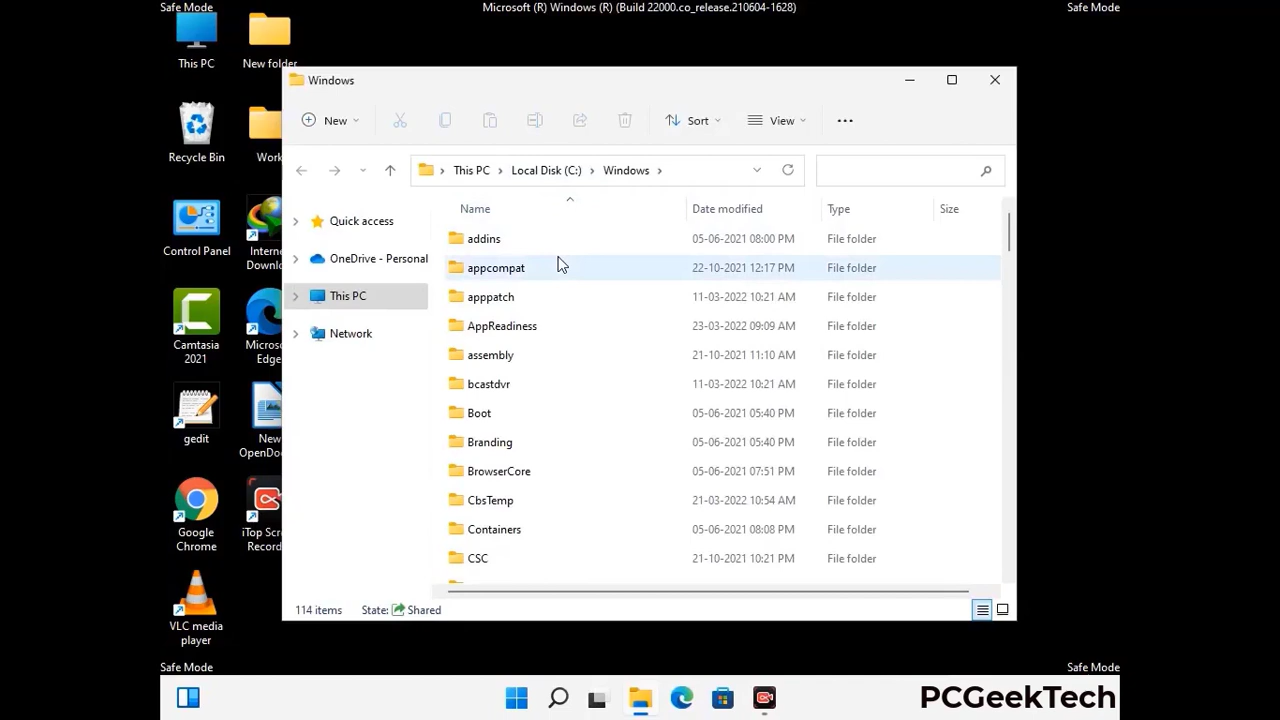 Safe Mode
Microsoft (R) Windows (R) (Build 22000.co_release.210604-1628)
Safe Mode
This PC
New folder
Recycle Bin
Work
Control Panel
Internet
Downlo...
Camtasia
2021
Micros...
Edge
gedit
New
OpenDo...
Google
Chrome
iTop Scr...
Record...
VLC media
player
Windows
New
Sort
View
This PC > Local Disk (C:) > Windows >
Quick access
OneDrive - Personal
This PC
Network
Name Date modified Type Size
addins 05-06-2021 08:00 PM File folder
appcompat 22-10-2021 12:17 PM File folder
apppatch 11-03-2022 10:21 AM File folder
AppReadiness 23-03-2022 09:09 AM File folder
assembly 21-10-2021 11:10 AM File folder
bcastdvr 11-03-2022 10:21 AM File folder
Boot 05-06-2021 05:40 PM File folder
Branding 05-06-2021 05:40 PM File folder
BrowserCore 05-06-2021 07:51 PM File folder
CbsTemp 21-03-2022 10:54 AM File folder
Containers 05-06-2021 08:08 PM File folder
CSC 21-10-2021 10:21 PM File folder
114 items State: Shared
Safe Mode
Safe Mode
PCGeekTech